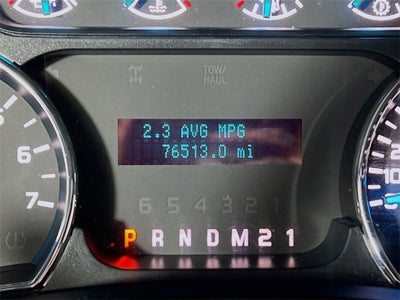 TOW/
HAUL
2.3 AVG MPG
76513.0 mi
6 5 4 3 2 1
P R N D M 2 1
6
7